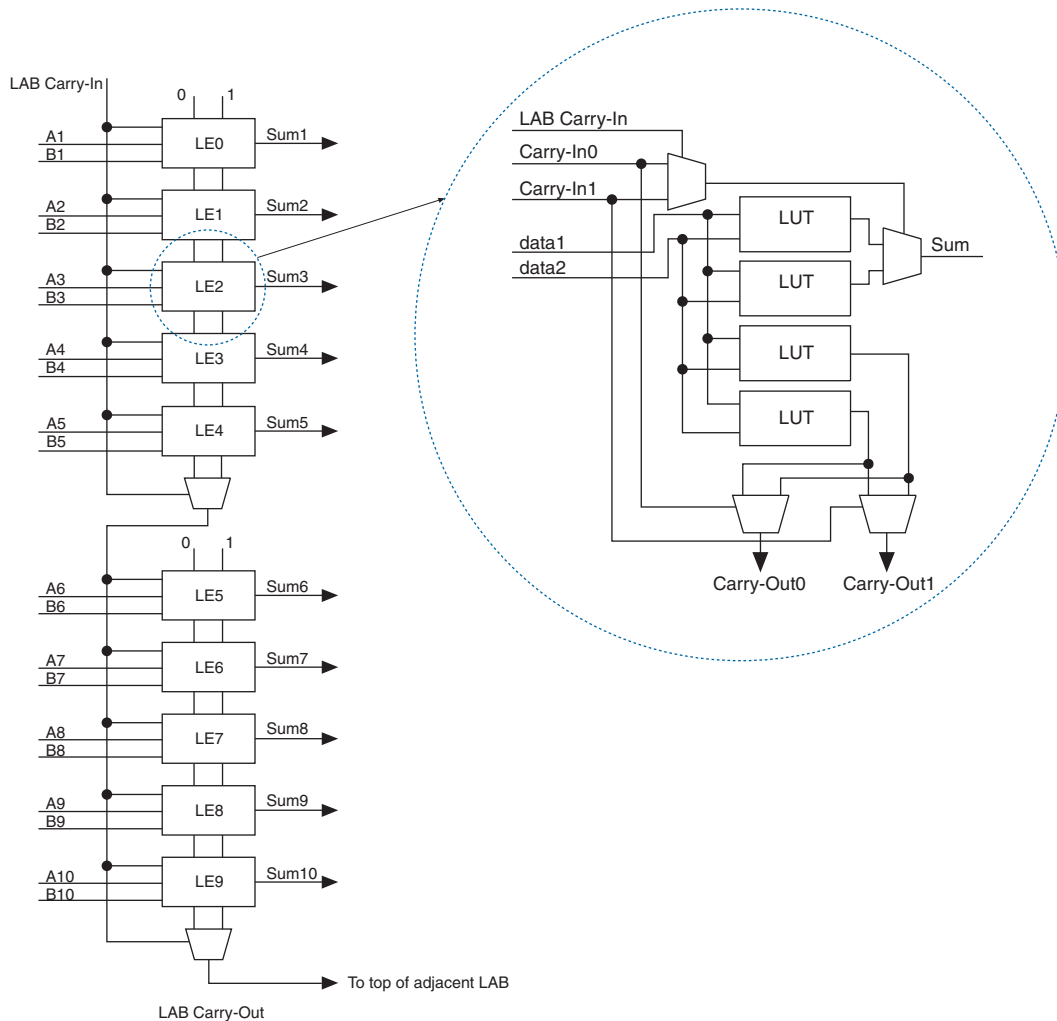 LAB Carry-In
0 1
A1
B1
LE0
Sum1
A2
B2
LE1
Sum2
A3
B3
LE2
Sum3
A4
B4
LE3
Sum4
A5
B5
LE4
Sum5
0 1
A6
B6
LE5
Sum6
A7
B7
LE6
Sum7
A8
B8
LE7
Sum8
A9
B9
LE8
Sum9
A10
B10
LE9
Sum10
To top of adjacent LAB
LAB Carry-Out
LAB Carry-In
Carry-In0
Carry-In1
data1
data2
LUT
LUT
LUT
LUT
Sum
Carry-Out0
Carry-Out1